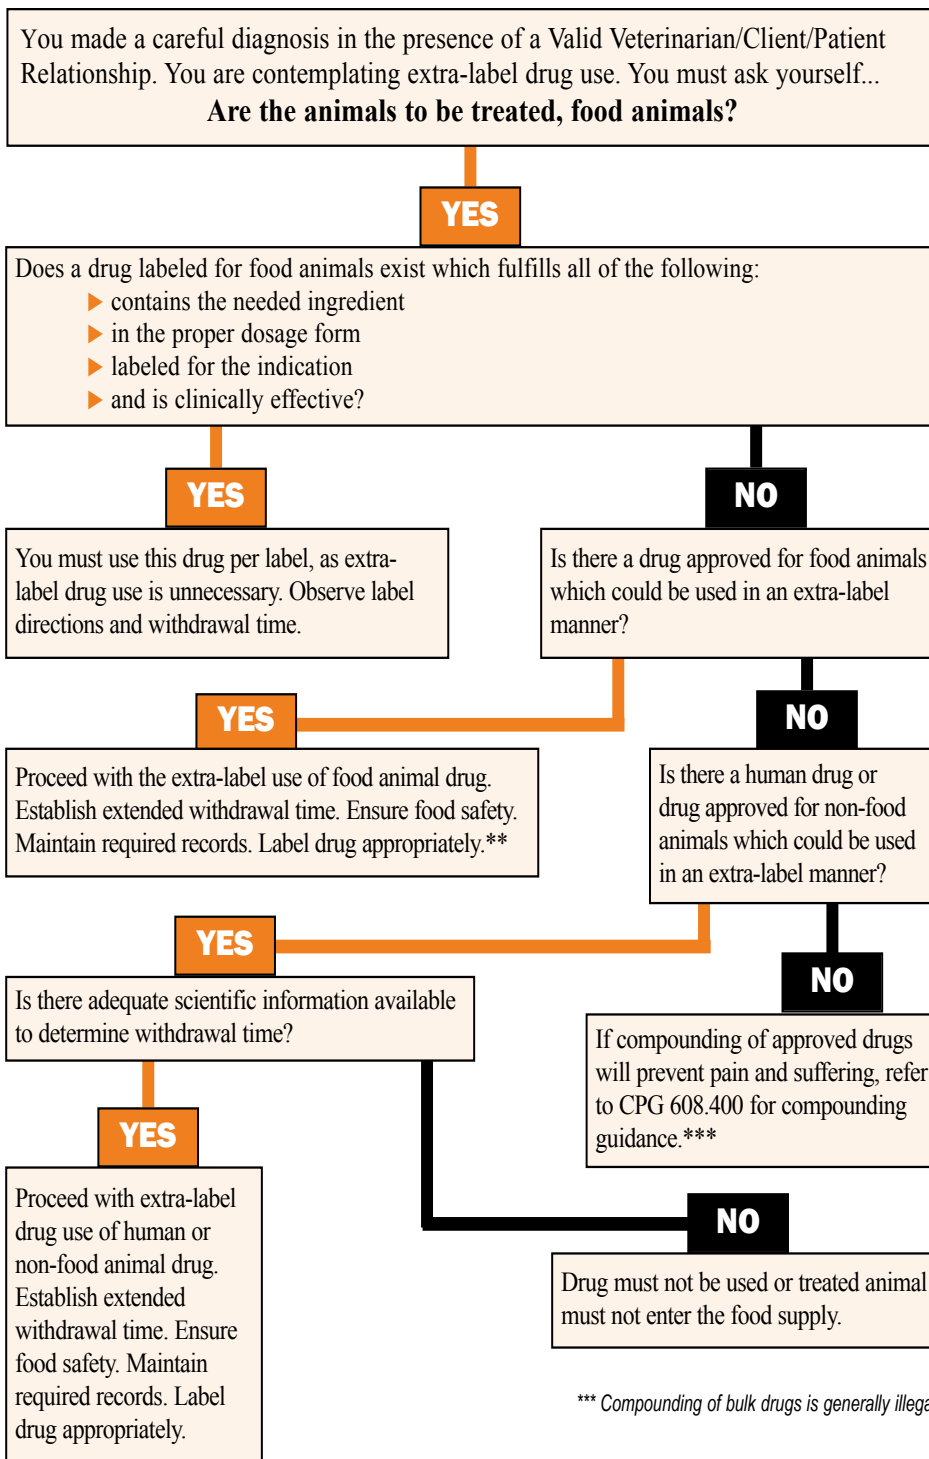 You made a careful diagnosis in the presence of a Valid Veterinarian/Client/Patient
Relationship. You are contemplating extra-label drug use. You must ask yourself...
Are the animals to be treated, food animals?
YES
Does a drug labeled for food animals exist which fulfills all of the following:
▶ contains the needed ingredient
▶ in the proper dosage form
▶ labeled for the indication
▶ and is clinically effective?
YES
You must use this drug per label, as extra-
label drug use is unnecessary. Observe label
directions and withdrawal time.
NO
Is there a drug approved for food animals
which could be used in an extra-label
manner?
YES
Proceed with the extra-label use of food animal drug.
Establish extended withdrawal time. Ensure food safety.
Maintain required records. Label drug appropriately.**
NO
Is there a human drug or
drug approved for non-food
animals which could be used
in an extra-label manner?
YES
Is there adequate scientific information available
to determine withdrawal time?
NO
If compounding of approved drugs
will prevent pain and suffering, refer
to CPG 608.400 for compounding
guidance.***
YES
Proceed with extra-label
drug use of human or
non-food animal drug.
Establish extended
withdrawal time. Ensure
food safety. Maintain
required records. Label
drug appropriately.
NO
Drug must not be used or treated animal
must not enter the food supply.
*** Compounding of bulk drugs is generally illega